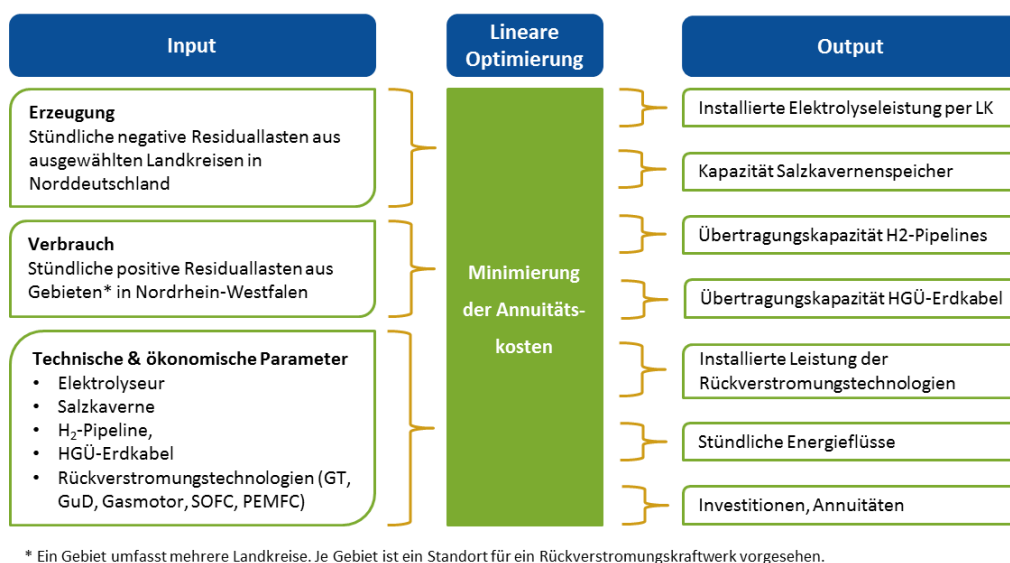 Input
Erzeugung
Stündliche negative Residuallasten aus
ausgewählten Landkreisen in
Norddeutschland
Verbrauch
Stündliche positive Residuallasten aus
Gebieten* in Nordrhein-Westfalen
Technische & ökonomische Parameter
• Elektrolyseur
• Salzkaverne
• H₂-Pipeline,
• HGÜ-Erdkabel
• Rückverstromungstechnologien (GT,
GuD, Gasmotor, SOFC, PEMFC)
Lineare
Optimierung
Minimierung
der Annuitäts-
kosten
Output
Installierte Elektrolyseleistung per LK
Kapazität Salzkavernenspeicher
Übertragungskapazität H2-Pipelines
Übertragungskapazität HGÜ-Erdkabel
Installierte Leistung der
Rückverstromungstechnologien
Stündliche Energieflüsse
Investitionen, Annuitäten
* Ein Gebiet umfasst mehrere Landkreise. Je Gebiet ist ein Standort für ein Rückverstromungskraftwerk vorgesehen.